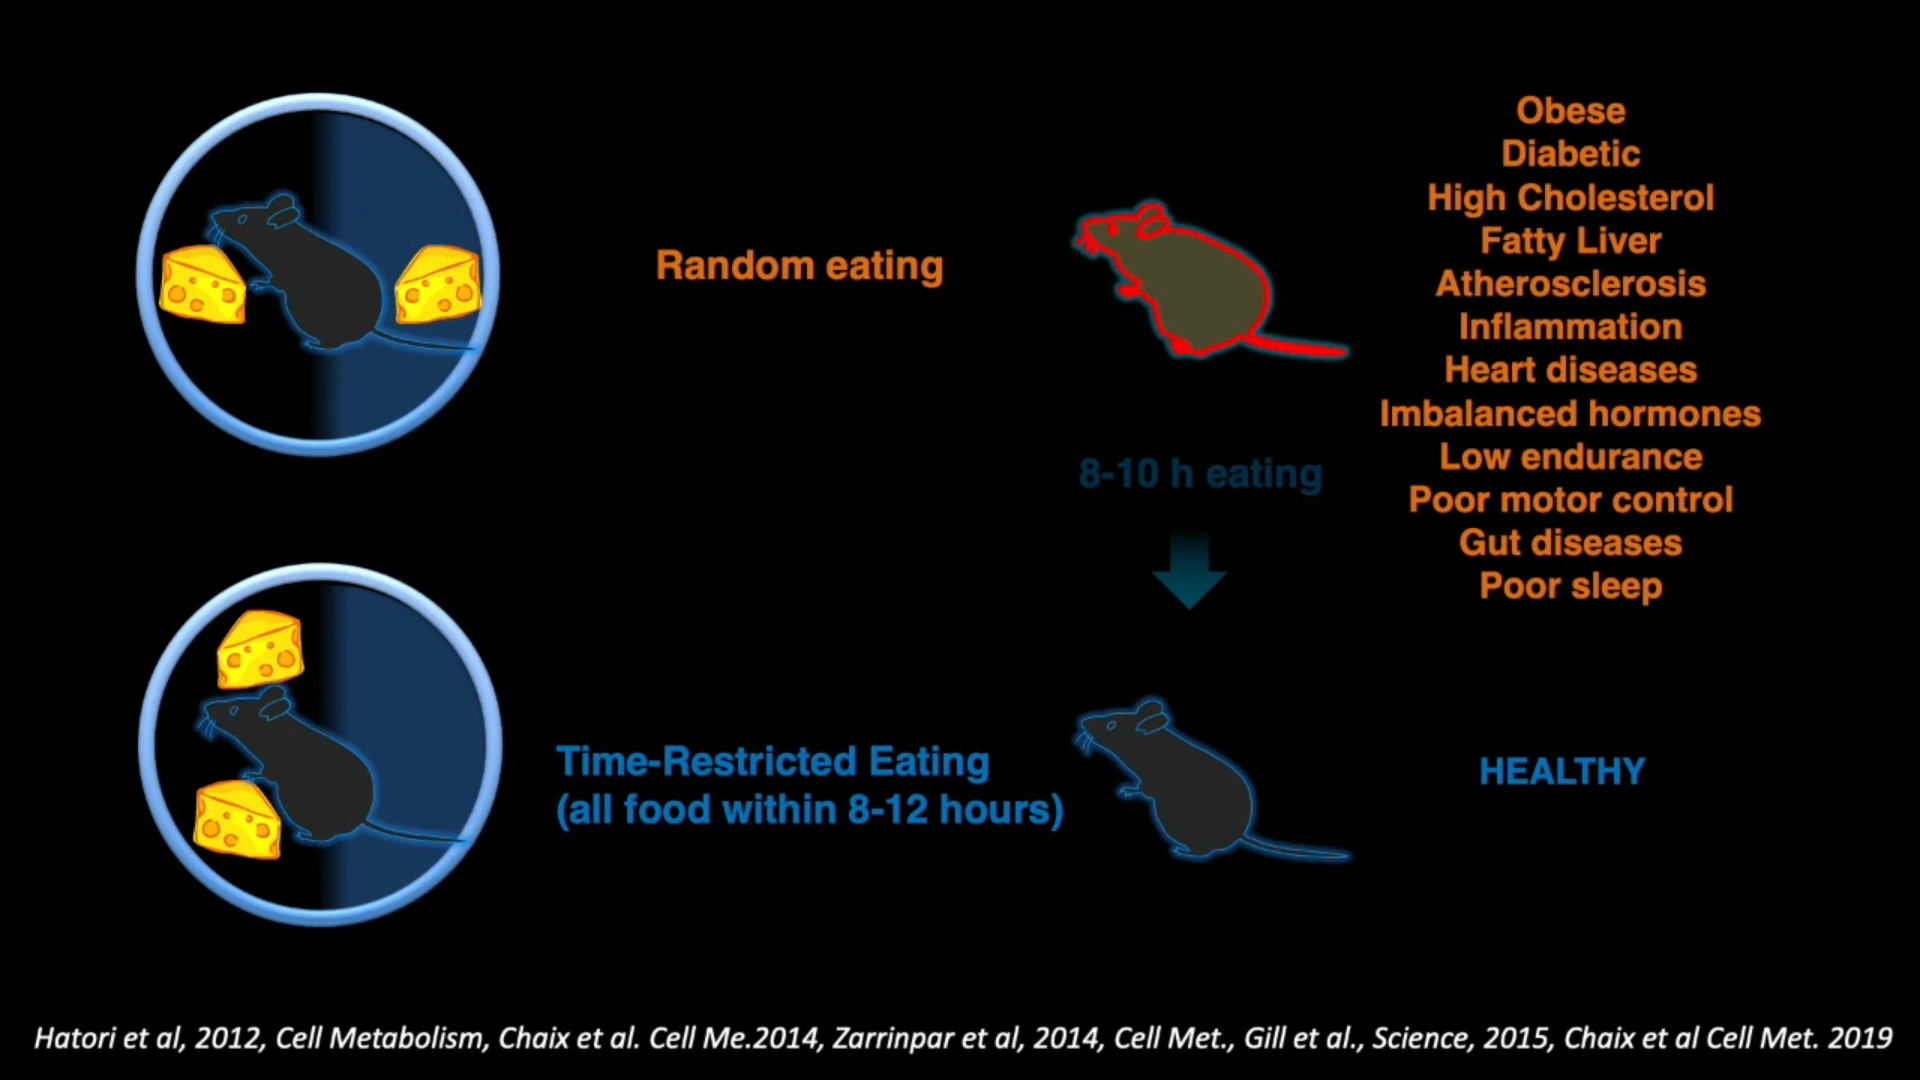 Obese
Diabetic
High Cholesterol
Fatty Liver
Atherosclerosis
Inflammation
Heart diseases
Imbalanced hormones
Low endurance
Poor motor control
Gut diseases
Poor sleep
Random eating
8-10 h eating
Time-Restricted Eating
(all food within 8-12 hours)
HEALTHY
Hatori et al, 2012, Cell Metabolism, Chaix et al. Cell Me.2014, Zarrinpar et al, 2014, Cell Met., Gill et al., Science, 2015, Chaix et al Cell Met. 2019